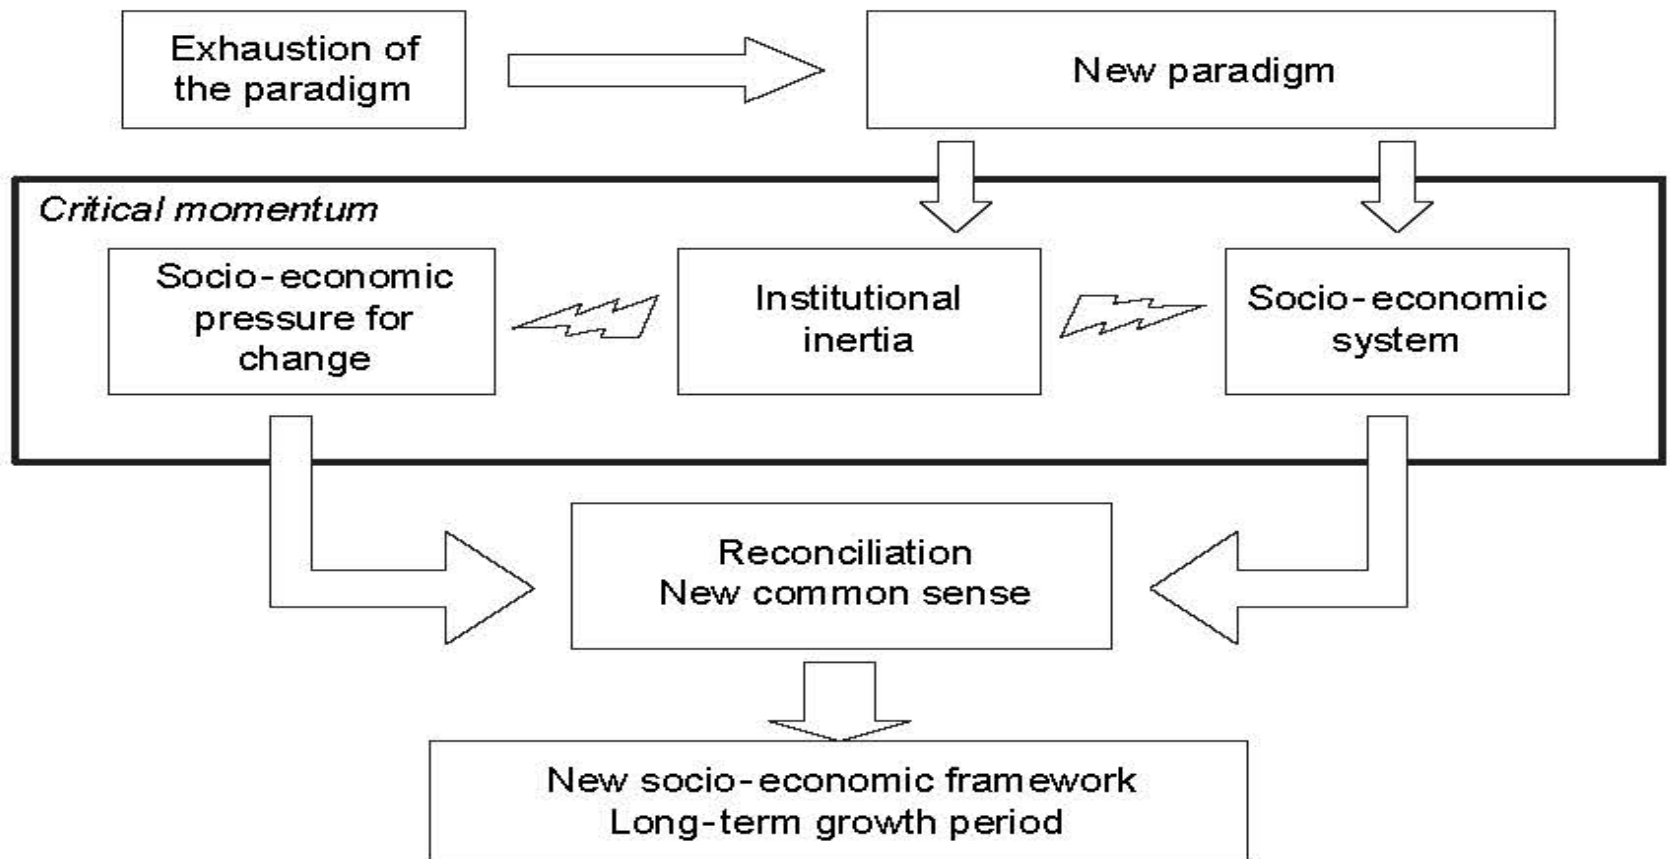 Exhaustion of
the paradigm
New paradigm
Critical momentum
Socio-economic
pressure for
change
Institutional
inertia
Socio-economic
system
Reconciliation
New common sense
New socio-economic framework
Long-term growth period